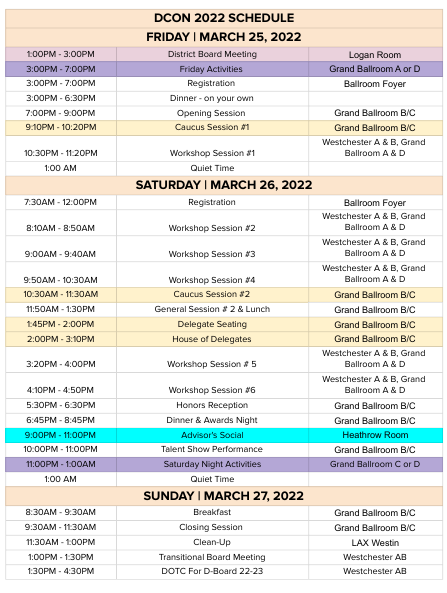 DCON 2022 SCHEDULE
FRIDAY | MARCH 25, 2022
1:00PM - 3:00PM District Board Meeting Logan Room
3:00PM - 7:00PM Friday Activities Grand Ballroom A or D
3:00PM - 7:00PM Registration Ballroom Foyer
3:00PM - 6:30PM Dinner - on your own
7:00PM - 9:00PM Opening Session Grand Ballroom B/C
9:10PM - 10:20PM Caucus Session #1 Grand Ballroom B/C
10:30PM - 11:20PM Workshop Session #1 Westchester A & B, Grand
Ballroom A & D
1:00 AM Quiet Time
SATURDAY | MARCH 26, 2022
7:30AM - 12:00PM Registration Ballroom Foyer
8:10AM - 8:50AM Workshop Session #2 Westchester A & B, Grand
Ballroom A & D
9:00AM - 9:40AM Workshop Session #3 Westchester A & B, Grand
Ballroom A & D
9:50AM - 10:30AM Workshop Session #4 Westchester A & B, Grand
Ballroom A & D
10:30AM - 11:30AM Caucus Session #2 Grand Ballroom B/C
11:50AM - 1:30PM General Session # 2 & Lunch Grand Ballroom B/C
1:45PM - 2:00PM Delegate Seating Grand Ballroom B/C
2:00PM - 3:10PM House of Delegates Grand Ballroom B/C
3:20PM - 4:00PM Workshop Session # 5 Westchester A & B, Grand
Ballroom A & D
4:10PM - 4:50PM Workshop Session #6 Westchester A & B, Grand
Ballroom A & D
5:30PM - 6:30PM Honors Reception Grand Ballroom B/C
6:45PM - 8:45PM Dinner & Awards Night Grand Ballroom B/C
9:00PM - 11:00PM Advisor's Social Heathrow Room
10:00PM - 11:00PM Talent Show Performance Grand Ballroom B/C
11:00PM - 1:00AM Saturday Night Activities Grand Ballroom C or D
1:00 AM Quiet Time
SUNDAY | MARCH 27, 2022
8:30AM - 9:30AM Breakfast Grand Ballroom B/C
9:30AM - 11:30AM Closing Session Grand Ballroom B/C
11:30AM - 1:00PM Clean-Up LAX Westin
1:00PM - 1:30PM Transitional Board Meeting Westchester AB
1:30PM - 4:30PM DOTC For D-Board 22-23 Westchester AB